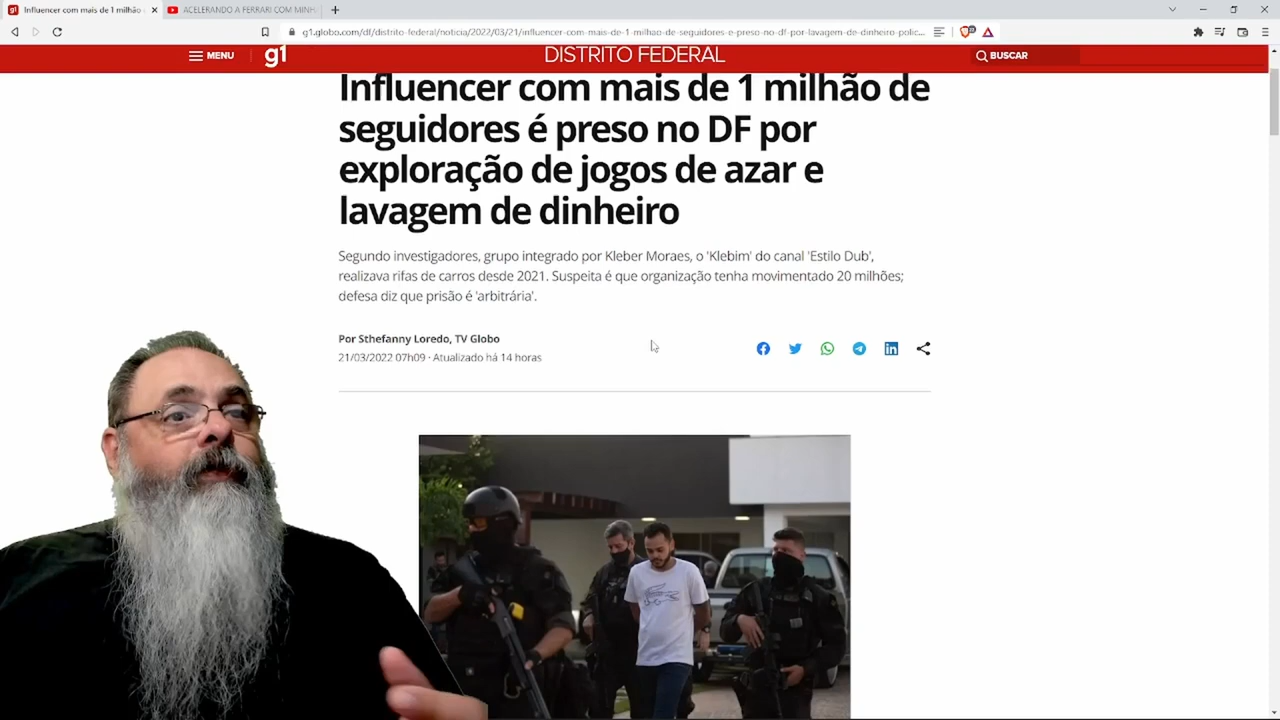 Influencer com mais de 1 milhão
ACELERANDO A FERRARI COM MINH
g1.globo.com/df/distrito-federal/noticia/2022/03/21/influencer-com-mais-de-1-milhao-de-seguidores-e-preso-no-df-por-lavagem-de-dinheiro-polic...
MENU
g1
DISTRITO FEDERAL
BUSCAR
Influencer com mais de 1 milhão de
seguidores é preso no DF por
exploração de jogos de azar e
lavagem de dinheiro
Segundo investigadores, grupo integrado por Kleber Moraes, o 'Klebim' do canal 'Estilo Dub',
realizava rifas de carros desde 2021. Suspeita é que organização tenha movimentado 20 milhões;
defesa diz que prisão é 'arbitrária'.
Por Sthefanny Loredo, TV Globo
21/03/2022 07h09 · Atualizado há 14 horas